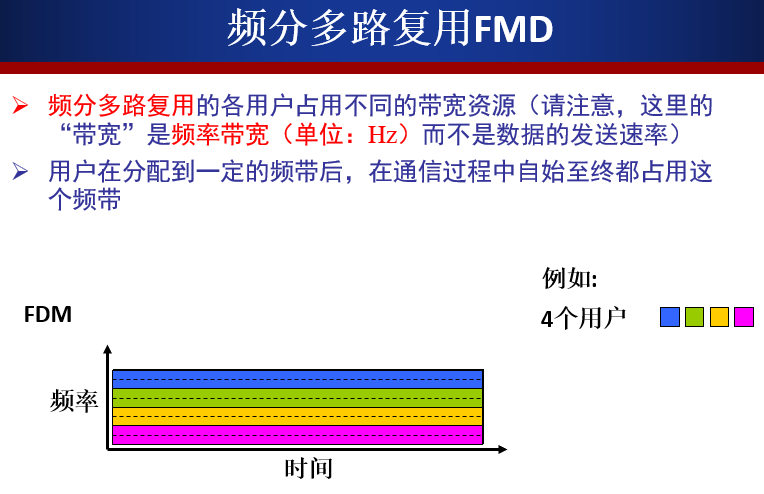 频分多路复用FMD
频分多路复用的各用户占用不同的带宽资源（请注意，这里的
“带宽”是频率带宽（单位：Hz）而不是数据的发送速率）
用户在分配到一定的频带后，在通信过程中自始至终都占用这
个频带
例如:
4个用户
FDM
频率
时间